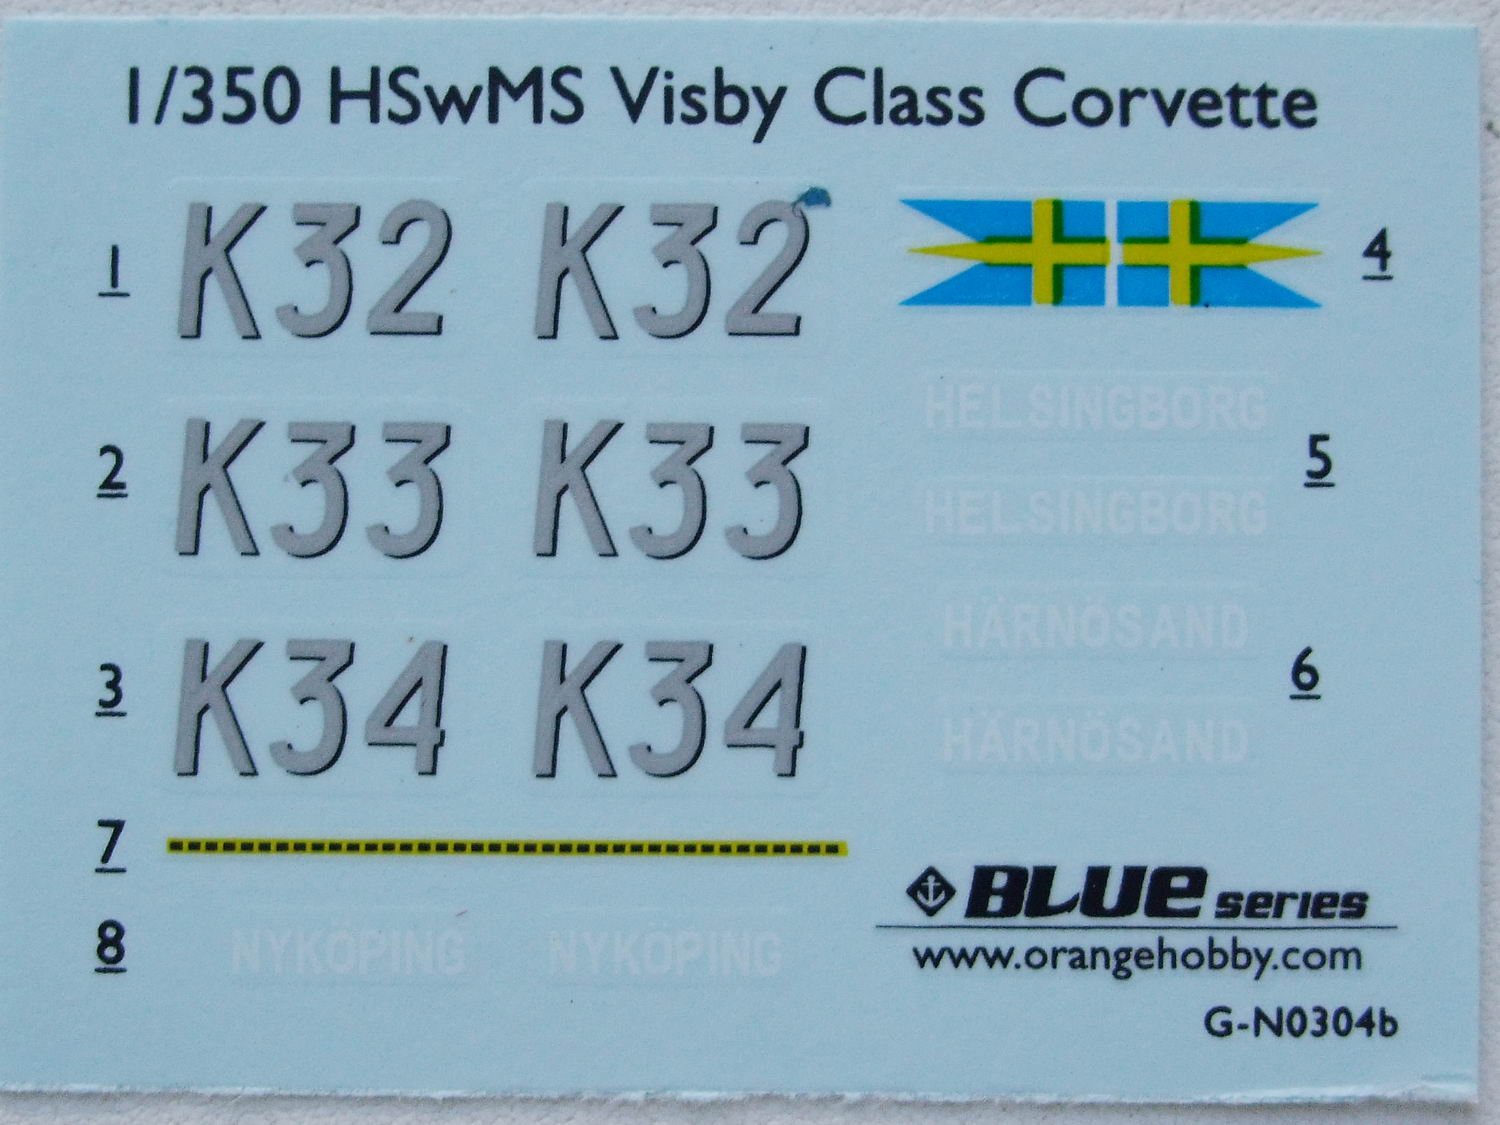 1/350 HSwMS Visby Class Corvette
1 K32 K32 4
HELSINGBORG
2 K33 K33 5
HELSINGBORG
HÄRNÖSAND
3 K34 K34 6
HÄRNÖSAND
7
BLUE series
8 NYKÖPING NYKÖPING
www.orangehobby.com
G-N0304b